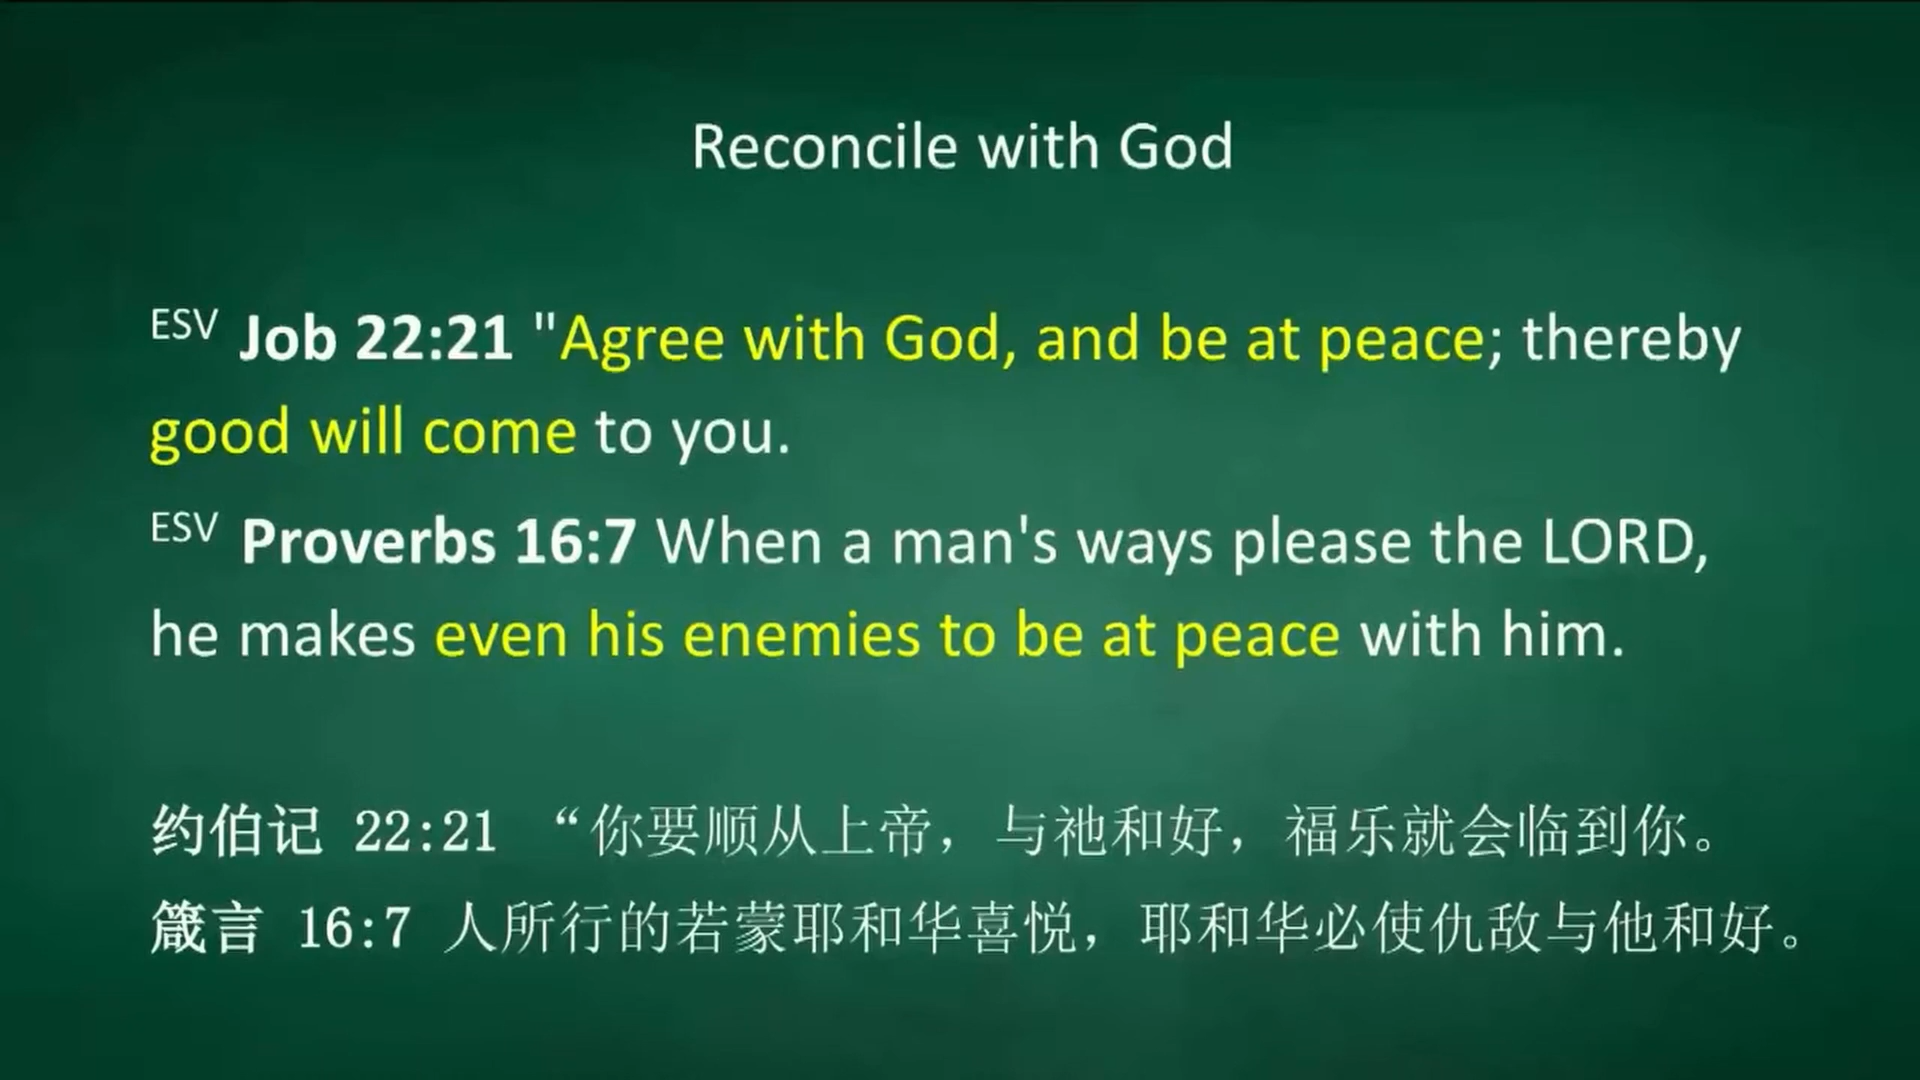 Reconcile with God
ESV Job 22:21 "Agree with God, and be at peace; thereby
good will come to you.
ESV Proverbs 16:7 When a man's ways please the LORD,
he makes even his enemies to be at peace with him.
约伯记 22:21 “你要顺从上帝，与祂和好，福乐就会临到你。
箴言 16:7 人所行的若蒙耶和华喜悦，耶和华必使仇敌与他和好。